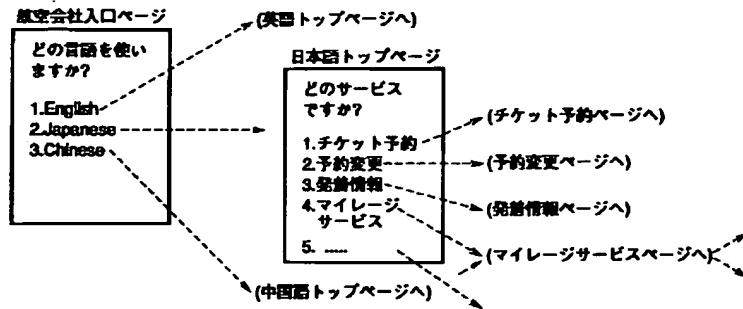 航空会社入口ページ
どの言語を使い
ますか?
1.English
2.Japanese
3.Chinese
(英語トップページへ)
日本語トップページ
どのサービス
ですか?
1.チケット予約
2.予約変更
3.発着情報
4.マイレージ
サービス
5. .....
(チケット予約ページへ)
(予約変更ページへ)
(発着情報ページへ)
(マイレージサービスページへ)
(中国語トップページへ)